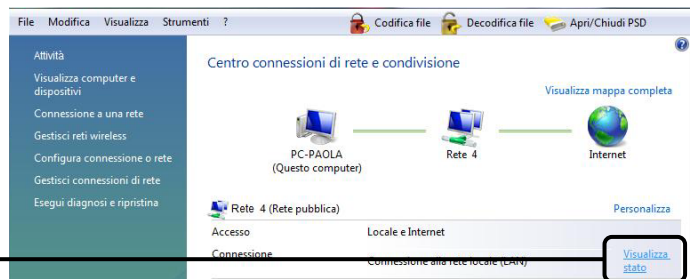 File Modifica Visualizza Strumenti ? Codifica file Decodifica file Apri/Chiudi PSD
Attività
Visualizza computer e
dispositivi
Connessione a una rete
Gestisci reti wireless
Configura connessione o rete
Gestisci connessioni di rete
Esegui diagnosi e ripristina
Centro connessioni di rete e condivisione
Visualizza mappa completa
PC-PAOLA
(Questo computer)
Rete 4
Internet
Rete 4 (Rete pubblica) Personalizza
Accesso Locale e Internet
Connessione Connessione alla rete locale (LAN) Visualizza
stato